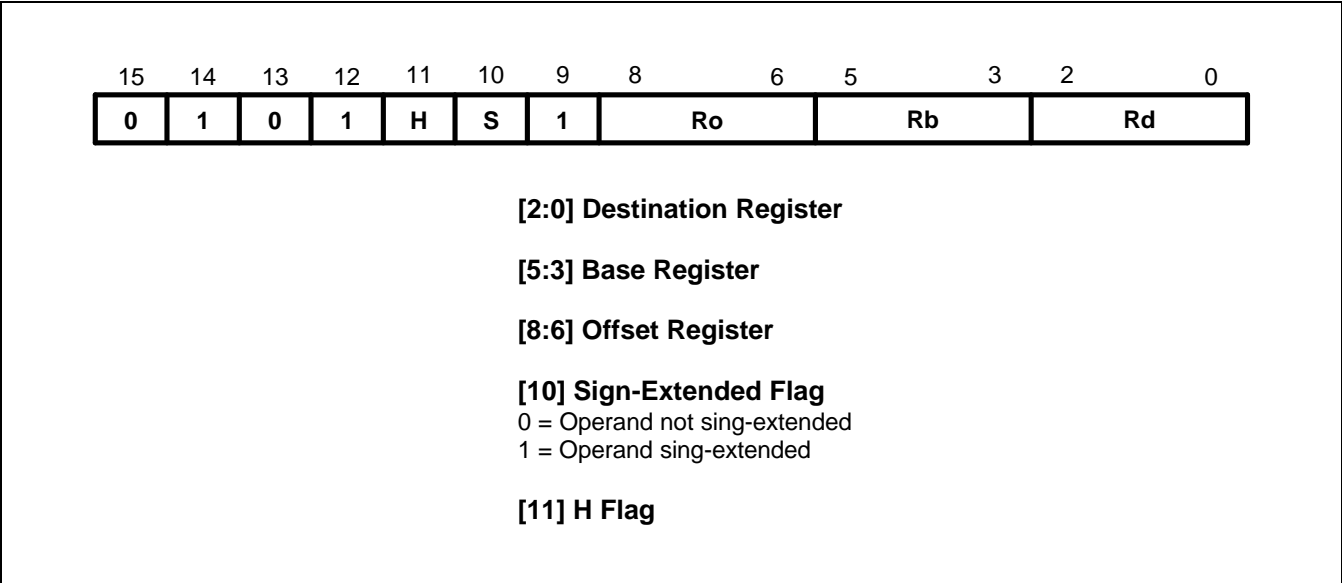 15 14 13 12 11 10 9 8 6 5 3 2 0
0 1 0 1 H S 1 Ro Rb Rd
[2:0] Destination Register
[5:3] Base Register
[8:6] Offset Register
[10] Sign-Extended Flag
0 = Operand not sing-extended
1 = Operand sing-extended
[11] H Flag